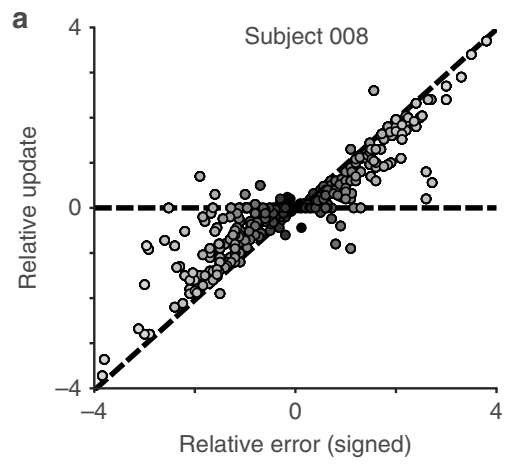 a
Subject 008
4
0
−4
Relative update
−4
0
4
Relative error (signed)